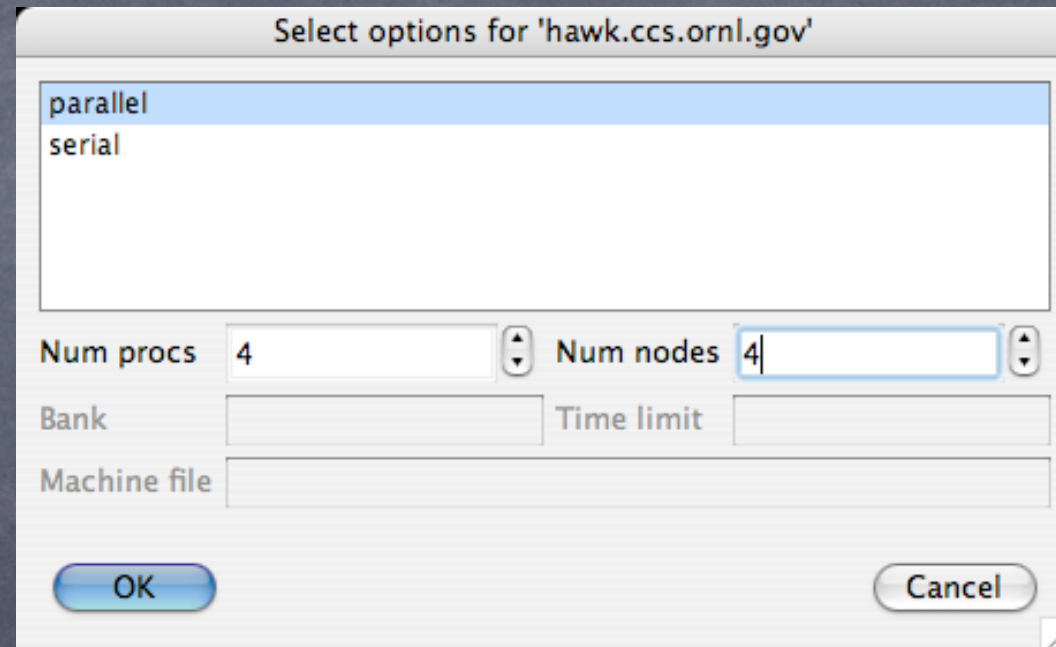 Select options for 'hawk.ccs.ornl.gov'
parallel
serial
Num procs 4 Num nodes 4
Bank Time limit
Machine file
OK Cancel